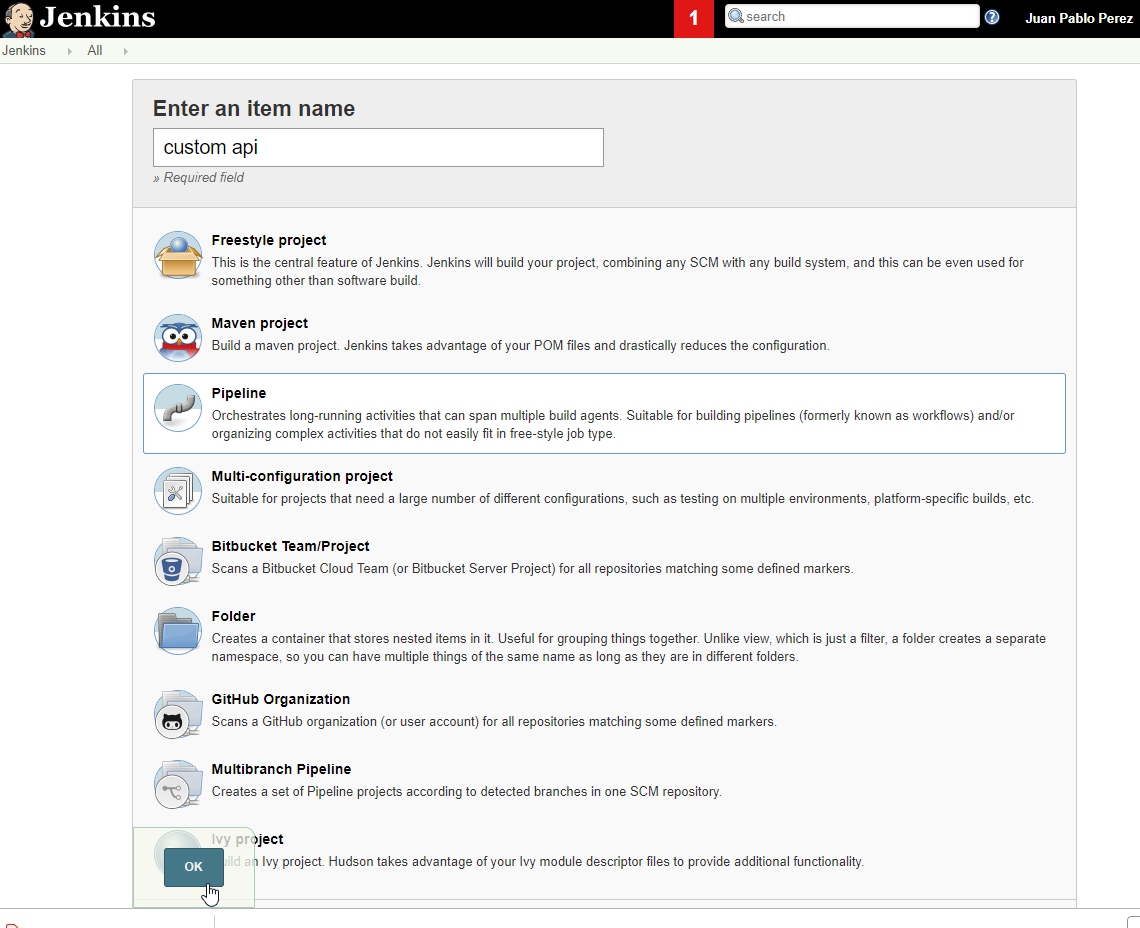 Jenkins
1
search
?
Juan Pablo Perez
Jenkins
All
Enter an item name
custom api
» Required field
Freestyle project
This is the central feature of Jenkins. Jenkins will build your project, combining any SCM with any build system, and this can be even used for
something other than software build.
Maven project
Build a maven project. Jenkins takes advantage of your POM files and drastically reduces the configuration.
Pipeline
Orchestrates long-running activities that can span multiple build agents. Suitable for building pipelines (formerly known as workflows) and/or
organizing complex activities that do not easily fit in free-style job type.
Multi-configuration project
Suitable for projects that need a large number of different configurations, such as testing on multiple environments, platform-specific builds, etc.
Bitbucket Team/Project
Scans a Bitbucket Cloud Team (or Bitbucket Server Project) for all repositories matching some defined markers.
Folder
Creates a container that stores nested items in it. Useful for grouping things together. Unlike view, which is just a filter, a folder creates a separate
namespace, so you can have multiple things of the same name as long as they are in different folders.
GitHub Organization
Scans a GitHub organization (or user account) for all repositories matching some defined markers.
Multibranch Pipeline
Creates a set of Pipeline projects according to detected branches in one SCM repository.
Ivy project
an Ivy project. Hudson takes advantage of your Ivy module descriptor files to provide additional functionality.
OK